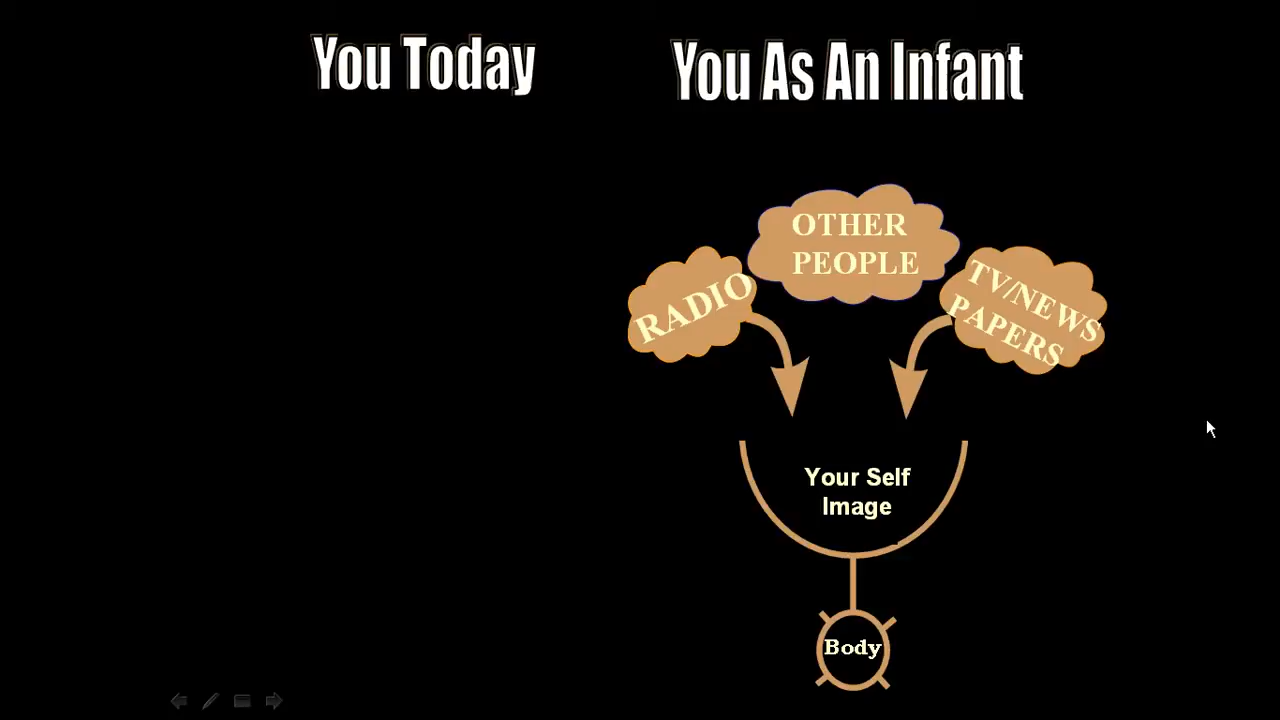 You Today
You As An Infant
OTHER
PEOPLE
RADIO
TV/NEWS
PAPERS
Your Self
Image
Body